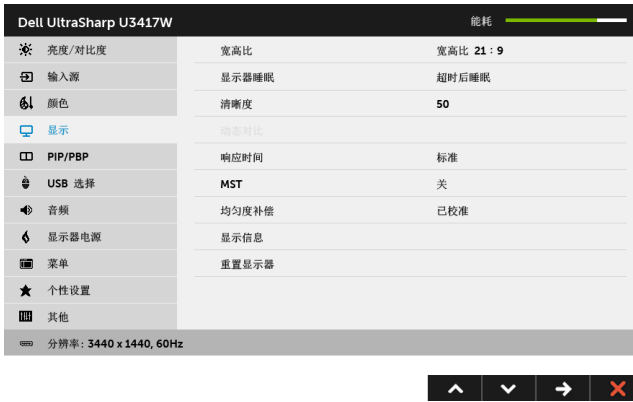 Dell UltraSharp U3417W 能耗
亮度/对比度 宽高比 宽高比 21：9
输入源 显示器睡眠 超时后睡眠
颜色 清晰度 50
显示 动态对比
PIP/PBP 响应时间 标准
USB 选择 MST 关
音频 均匀度补偿 已校准
显示器电源 显示信息
菜单 重置显示器
个性设置
其他
分辨率: 3440 x 1440, 60Hz